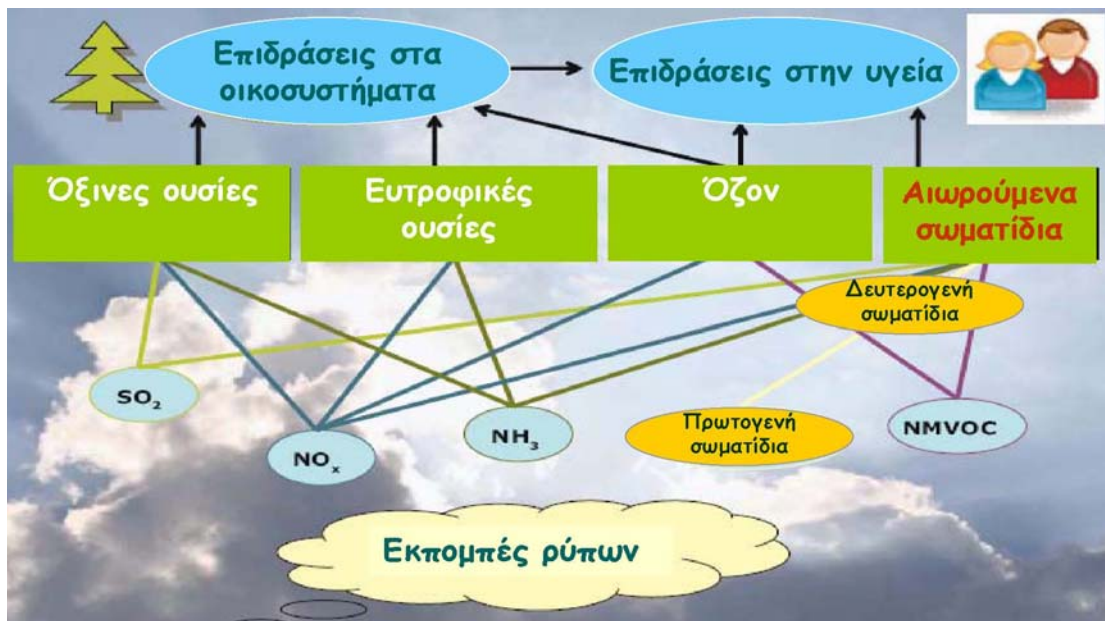 Επιδράσεις στα
οικοσυστήματα
Επιδράσεις στην υγεία
Όξινες ουσίες
Ευτροφικές
ουσίες
Όζον
Αιωρούμενα
σωματίδια
Δευτερογενή
σωματίδια
SO₂
NOₓ
NH₃
Πρωτογενή
σωματίδια
NMVOC
Εκπομπές ρύπων